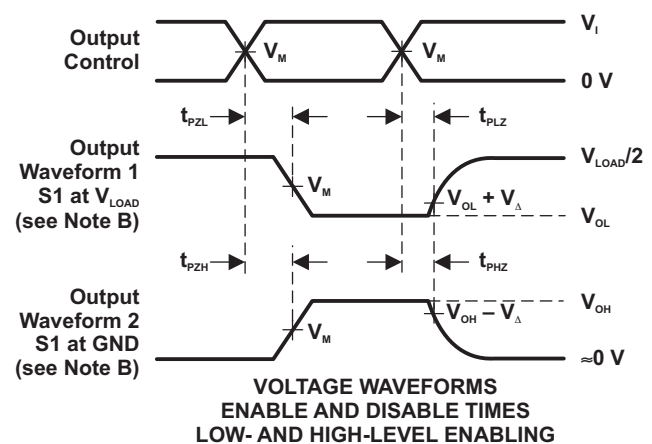 Output
Control
V_M
V_M
V_I
0 V
t_PZL
t_PLZ
Output
Waveform 1
S1 at V_LOAD
(see Note B)
V_M
V_OL + V_Δ
V_LOAD/2
V_OL
t_PZH
t_PHZ
Output
Waveform 2
S1 at GND
(see Note B)
V_M
V_OH – V_Δ
V_OH
≈0 V
VOLTAGE WAVEFORMS
ENABLE AND DISABLE TIMES
LOW- AND HIGH-LEVEL ENABLING